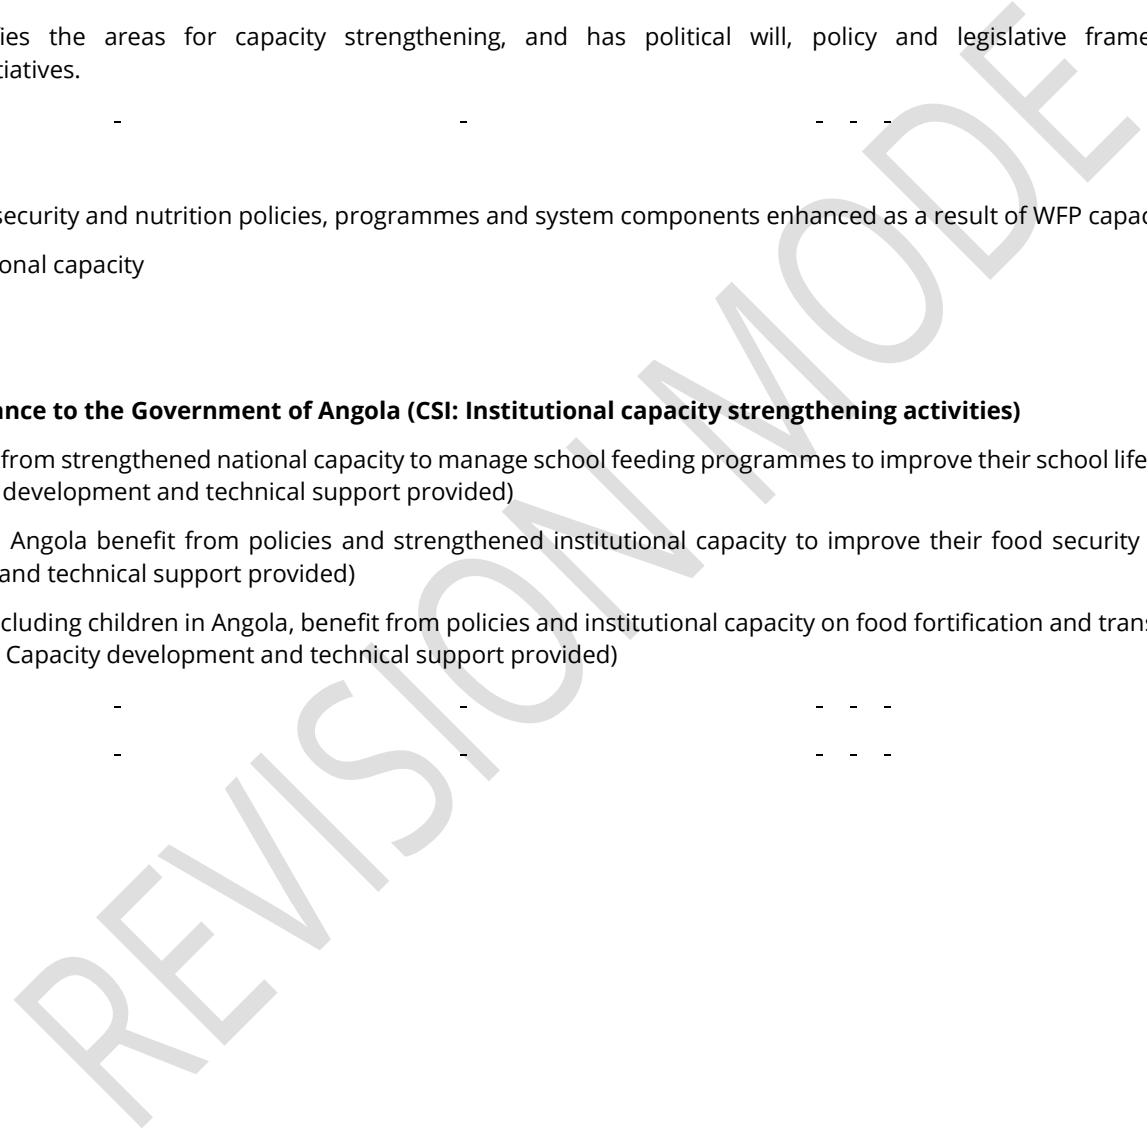 fies the areas for capacity strengthening, and has political will, policy and legislative frame
tiatives.
- - - - -
security and nutrition policies, programmes and system components enhanced as a result of WFP capac
onal capacity
ance to the Government of Angola (CSI: Institutional capacity strengthening activities)
from strengthened national capacity to manage school feeding programmes to improve their school life
development and technical support provided)
Angola benefit from policies and strengthened institutional capacity to improve their food security
and technical support provided)
cluding children in Angola, benefit from policies and institutional capacity on food fortification and trans
Capacity development and technical support provided)
- - - - -
- - - - -
REVISION MODE